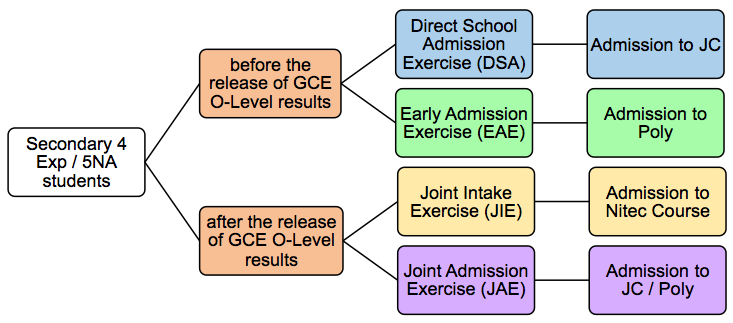 Secondary 4
Exp / 5NA
students
before the
release of GCE
O-Level results
Direct School
Admission
Exercise (DSA)
Admission to JC
Early Admission
Exercise (EAE)
Admission to
Poly
after the release
of GCE O-Level
results
Joint Intake
Exercise (JIE)
Admission to
Nitec Course
Joint Admission
Exercise (JAE)
Admission to
JC / Poly